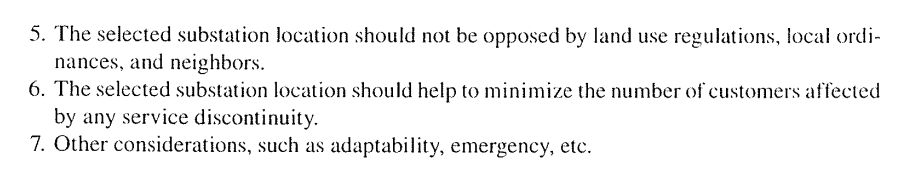 5. The selected substation location should not be opposed by land use regulations, local ordi-
nances, and neighbors.
6. The selected substation location should help to minimize the number of customers affected
by any service discontinuity.
7. Other considerations, such as adaptability, emergency, etc.